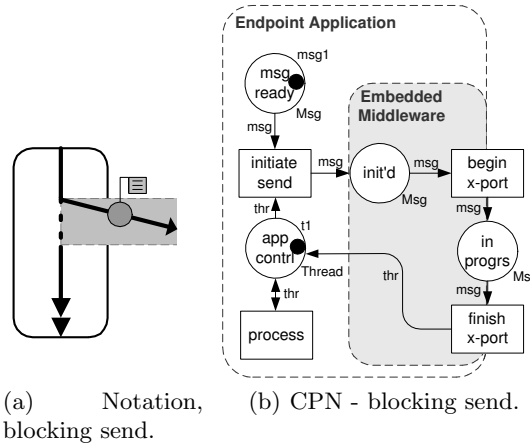 Endpoint Application
msg1
msg
ready
Msg
msg
Embedded
Middleware
initiate
send
msg
init'd
Msg
msg
begin
x-port
msg
thr
t1
app
contrl
Thread
in
progrs
Ms
msg
thr
thr
process
finish
x-port
(a) Notation,
blocking send.
(b) CPN - blocking send.